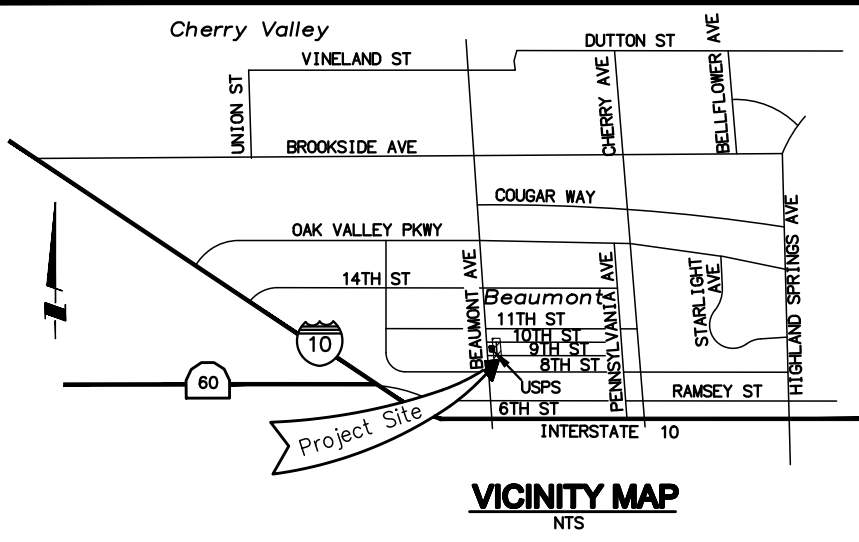 Cherry Valley
DUTTON ST
VINELAND ST
UNION ST
CHERRY AVE
BELLFLOWER AVE
BROOKSIDE AVE
COUGAR WAY
HIGHLAND SPRINGS AVE
OAK VALLEY PKWY
BEAUMONT AVE
PENNSYLVANIA AVE
STARLIGHT
AVE
14TH ST
Beaumont
11TH ST
10TH ST
9TH ST
8TH ST
N
10
60
USPS
RAMSEY ST
6TH ST
Project Site
INTERSTATE 10
VICINITY MAP
NTS